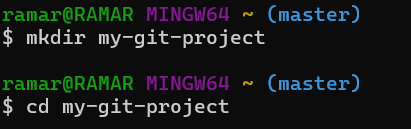 ramar@RAMAR MINGW64 ~ (master)
$ mkdir my-git-project
ramar@RAMAR MINGW64 ~ (master)
$ cd my-git-project